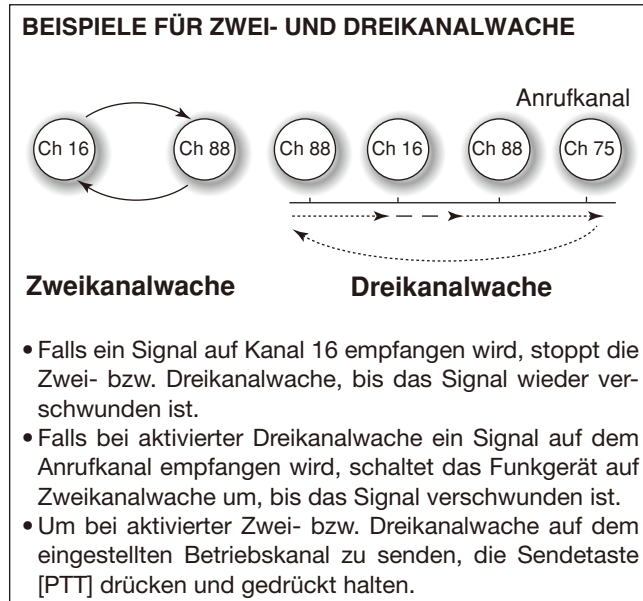 BEISPIELE FÜR ZWEI- UND DREIKANALWACHE
Anrufkanal
Ch 16 Ch 88 Ch 88 Ch 16 Ch 88 Ch 75
Zweikanalwache Dreikanalwache
• Falls ein Signal auf Kanal 16 empfangen wird, stoppt die
Zwei- bzw. Dreikanalwache, bis das Signal wieder ver-
schwunden ist.
• Falls bei aktivierter Dreikanalwache ein Signal auf dem
Anrufkanal empfangen wird, schaltet das Funkgerät auf
Zweikanalwache um, bis das Signal verschwunden ist.
• Um bei aktivierter Zwei- bzw. Dreikanalwache auf dem
eingestellten Betriebskanal zu senden, die Sendetaste
[PTT] drücken und gedrückt halten.